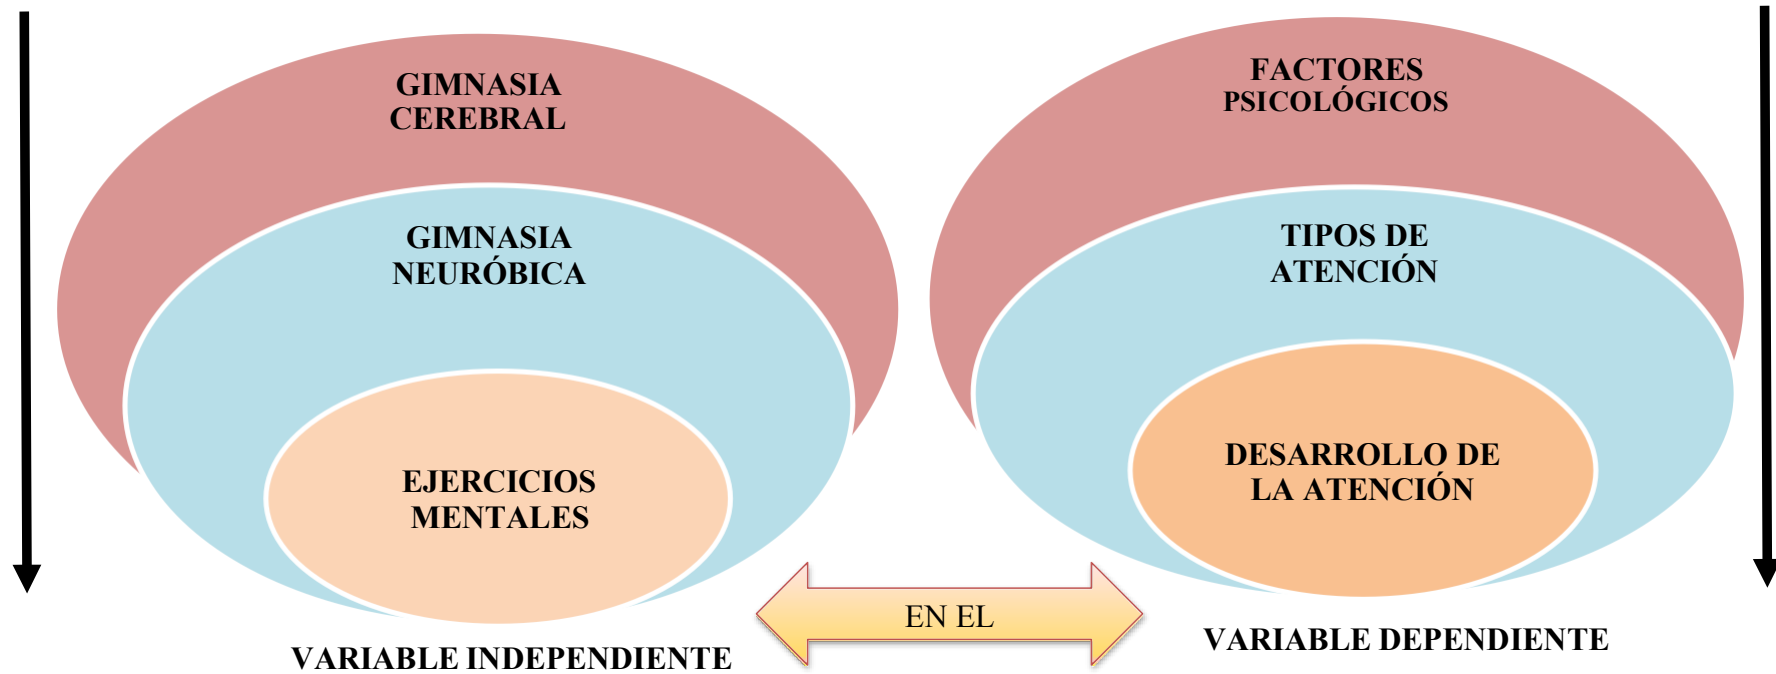 GIMNASIA
CEREBRAL
GIMNASIA
NEURÓBICA
EJERCICIOS
MENTALES
VARIABLE INDEPENDIENTE
EN EL
FACTORES
PSICOLÓGICOS
TIPOS DE
ATENCIÓN
DESARROLLO DE
LA ATENCIÓN
VARIABLE DEPENDIENTE